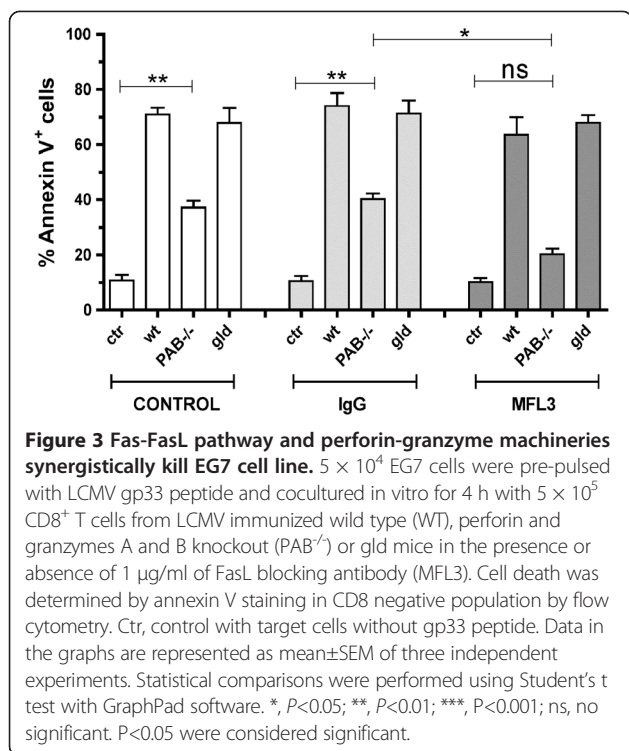 100
80
60
40
20
0
% Annexin V+ cells
**
**
*
ns
ctr wt PAB-/- gld ctr wt PAB-/- gld ctr wt PAB-/- gld
CONTROL IgG MFL3
Figure 3 Fas-FasL pathway and perforin-granzyme machineries
synergistically kill EG7 cell line. 5 × 10⁴ EG7 cells were pre-pulsed
with LCMV gp33 peptide and cocultured in vitro for 4 h with 5 × 10⁵
CD8⁺ T cells from LCMV immunized wild type (WT), perforin and
granzymes A and B knockout (PAB⁻/⁻) or gld mice in the presence or
absence of 1 μg/ml of FasL blocking antibody (MFL3). Cell death was
determined by annexin V staining in CD8 negative population by flow
cytometry. Ctr, control with target cells without gp33 peptide. Data in
the graphs are represented as mean±SEM of three independent
experiments. Statistical comparisons were performed using Student's t
test with GraphPad software. *, P<0.05; **, P<0.01; ***, P<0.001; ns, no
significant. P<0.05 were considered significant.